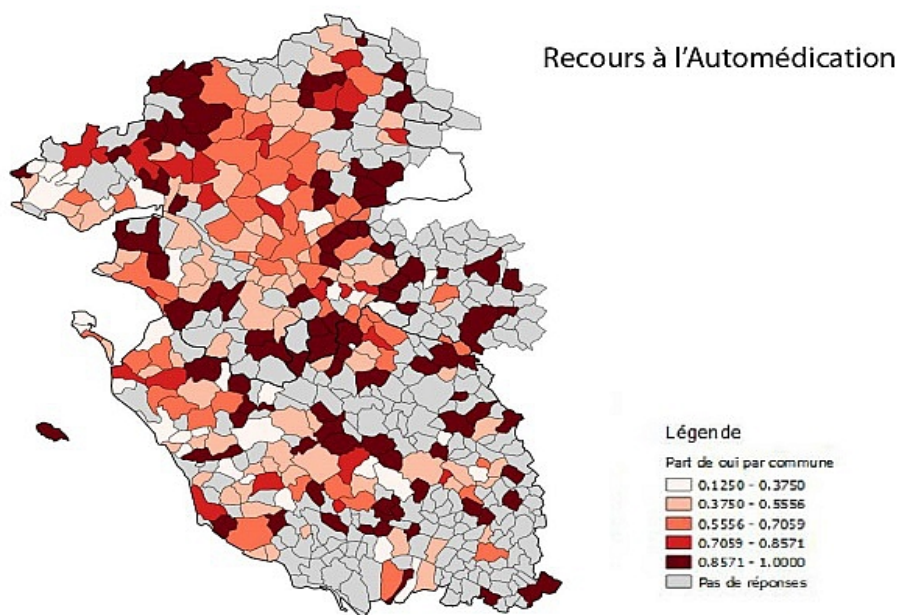 Recours à l'Automédication
Légende
Part de oui par commune
0.1250 - 0.3750
0.3750 - 0.5556
0.5556 - 0.7059
0.7059 - 0.8571
0.8571 - 1.0000
Pas de réponses